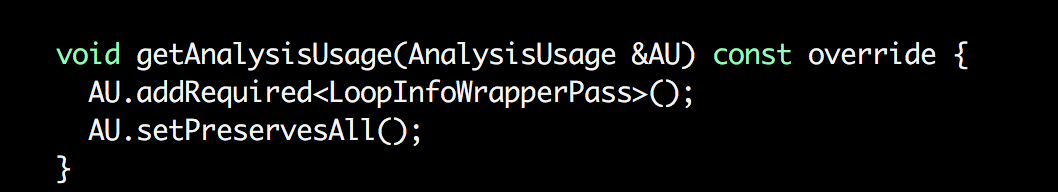 void getAnalysisUsage(AnalysisUsage &AU) const override {
  AU.addRequired<LoopInfoWrapperPass>();
  AU.setPreservesAll();
}